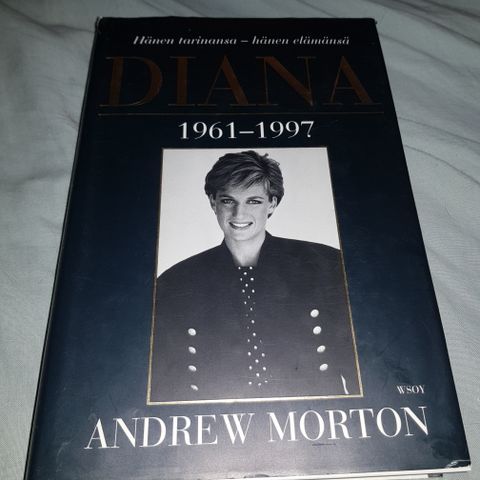 Hänen tarinansa – hänen elämänsä
DIANA
1961–1997
WSOY
ANDREW MORTON